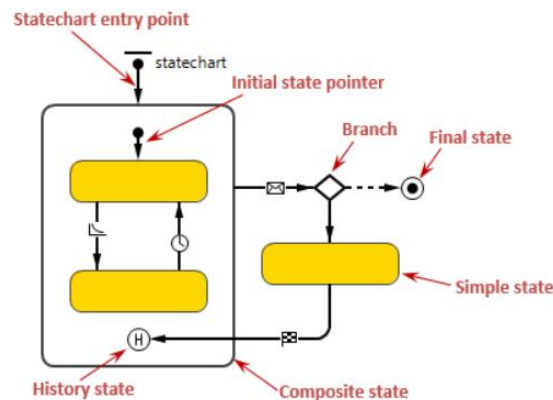 Statechart entry point
statechart
Initial state pointer
Branch
Final state
Simple state
H
History state
Composite state